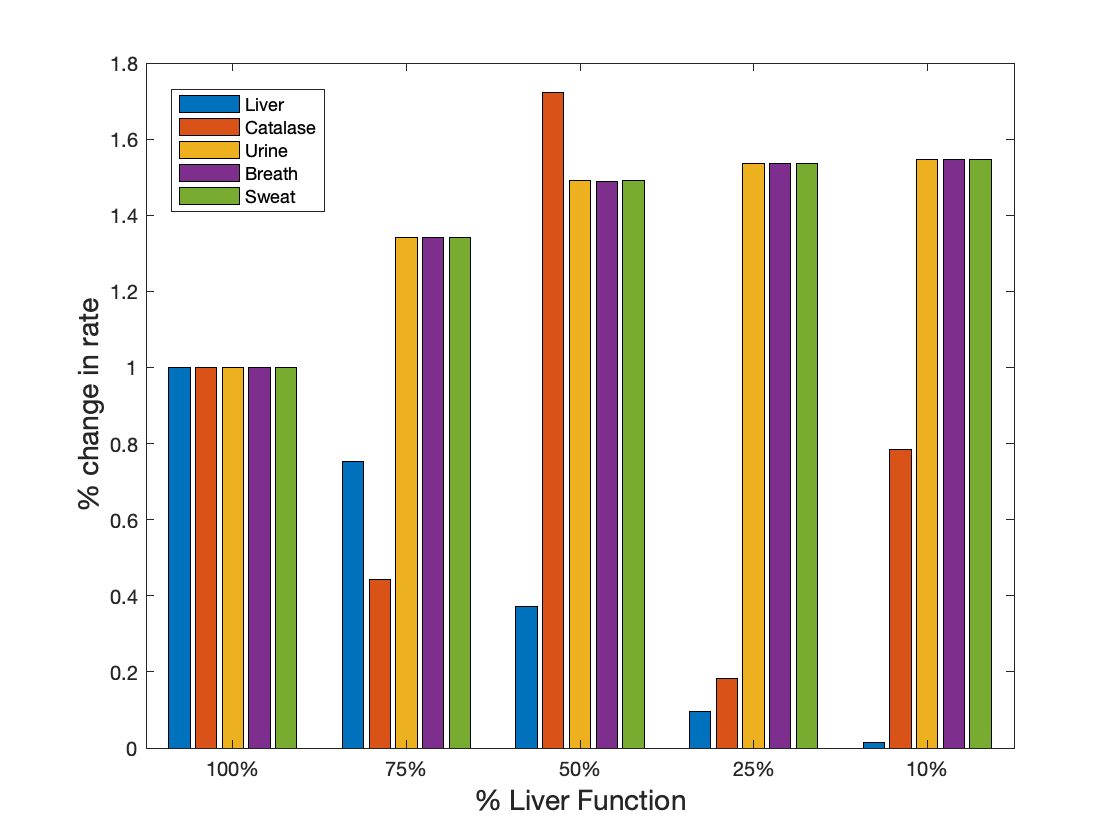 1.8
1.6
1.4
1.2
1
0.8
0.6
0.4
0.2
0
% change in rate
Liver
Catalase
Urine
Breath
Sweat
100%
75%
50%
25%
10%
% Liver Function